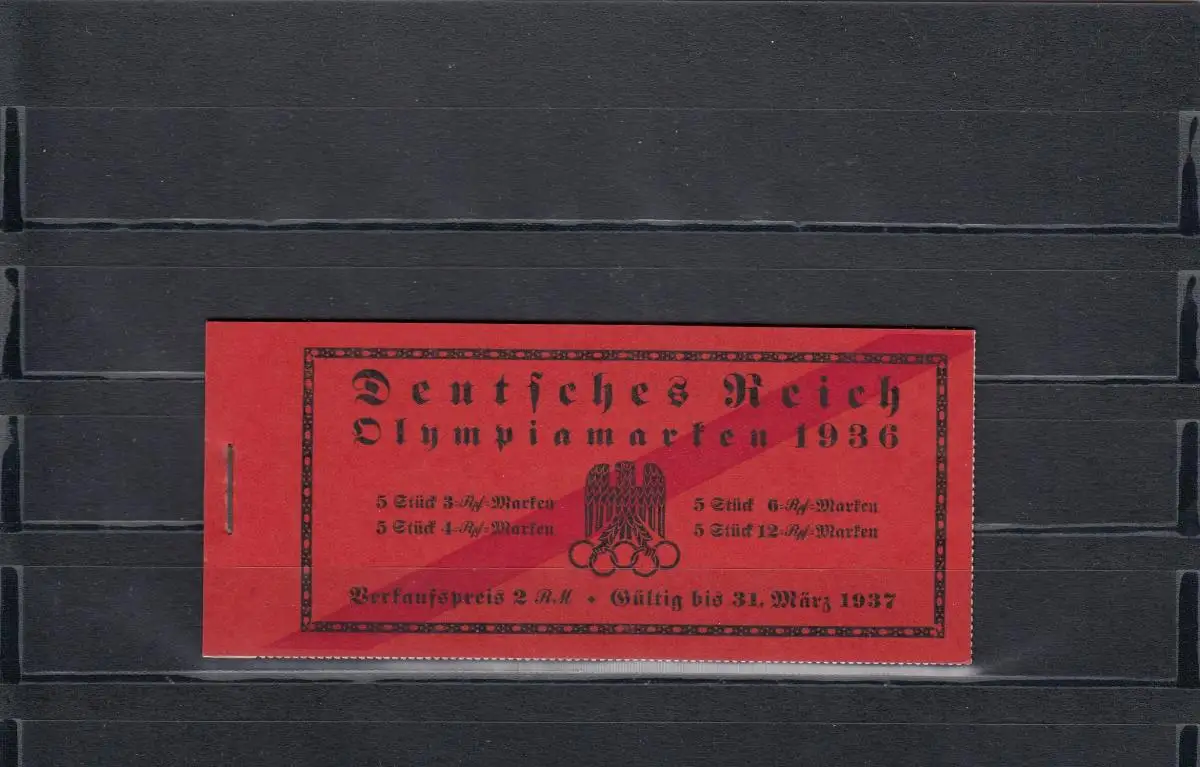 Deutsches Reich
Olympiamarken 1936
5 Stück 3-Rpf-Marken
5 Stück 4-Rpf-Marken
5 Stück 6-Rpf-Marken
5 Stück 12-Rpf-Marken
Verkaufspreis 2 RM • Gültig bis 31. März 1937